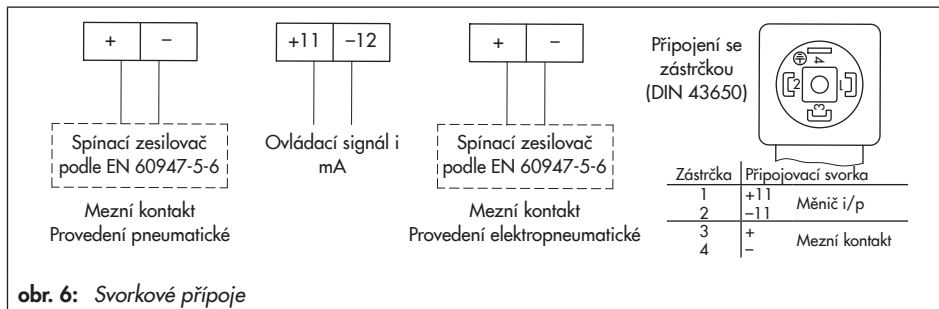 + –
Spínací zesilovač
podle EN 60947-5-6
Mezní kontakt
Provedení pneumatické
+11 –12
Ovládací signál i
mA
+ –
Spínací zesilovač
podle EN 60947-5-6
Mezní kontakt
Provedení elektropneumatické
Připojení se
zástrčkou
(DIN 43650)
4
2 1
3
Zástrčka Připojovací svorka
1 +11 Měnič i/p
2 –11
3 + Mezní kontakt
4 –
obr. 6: Svorkové přípoje